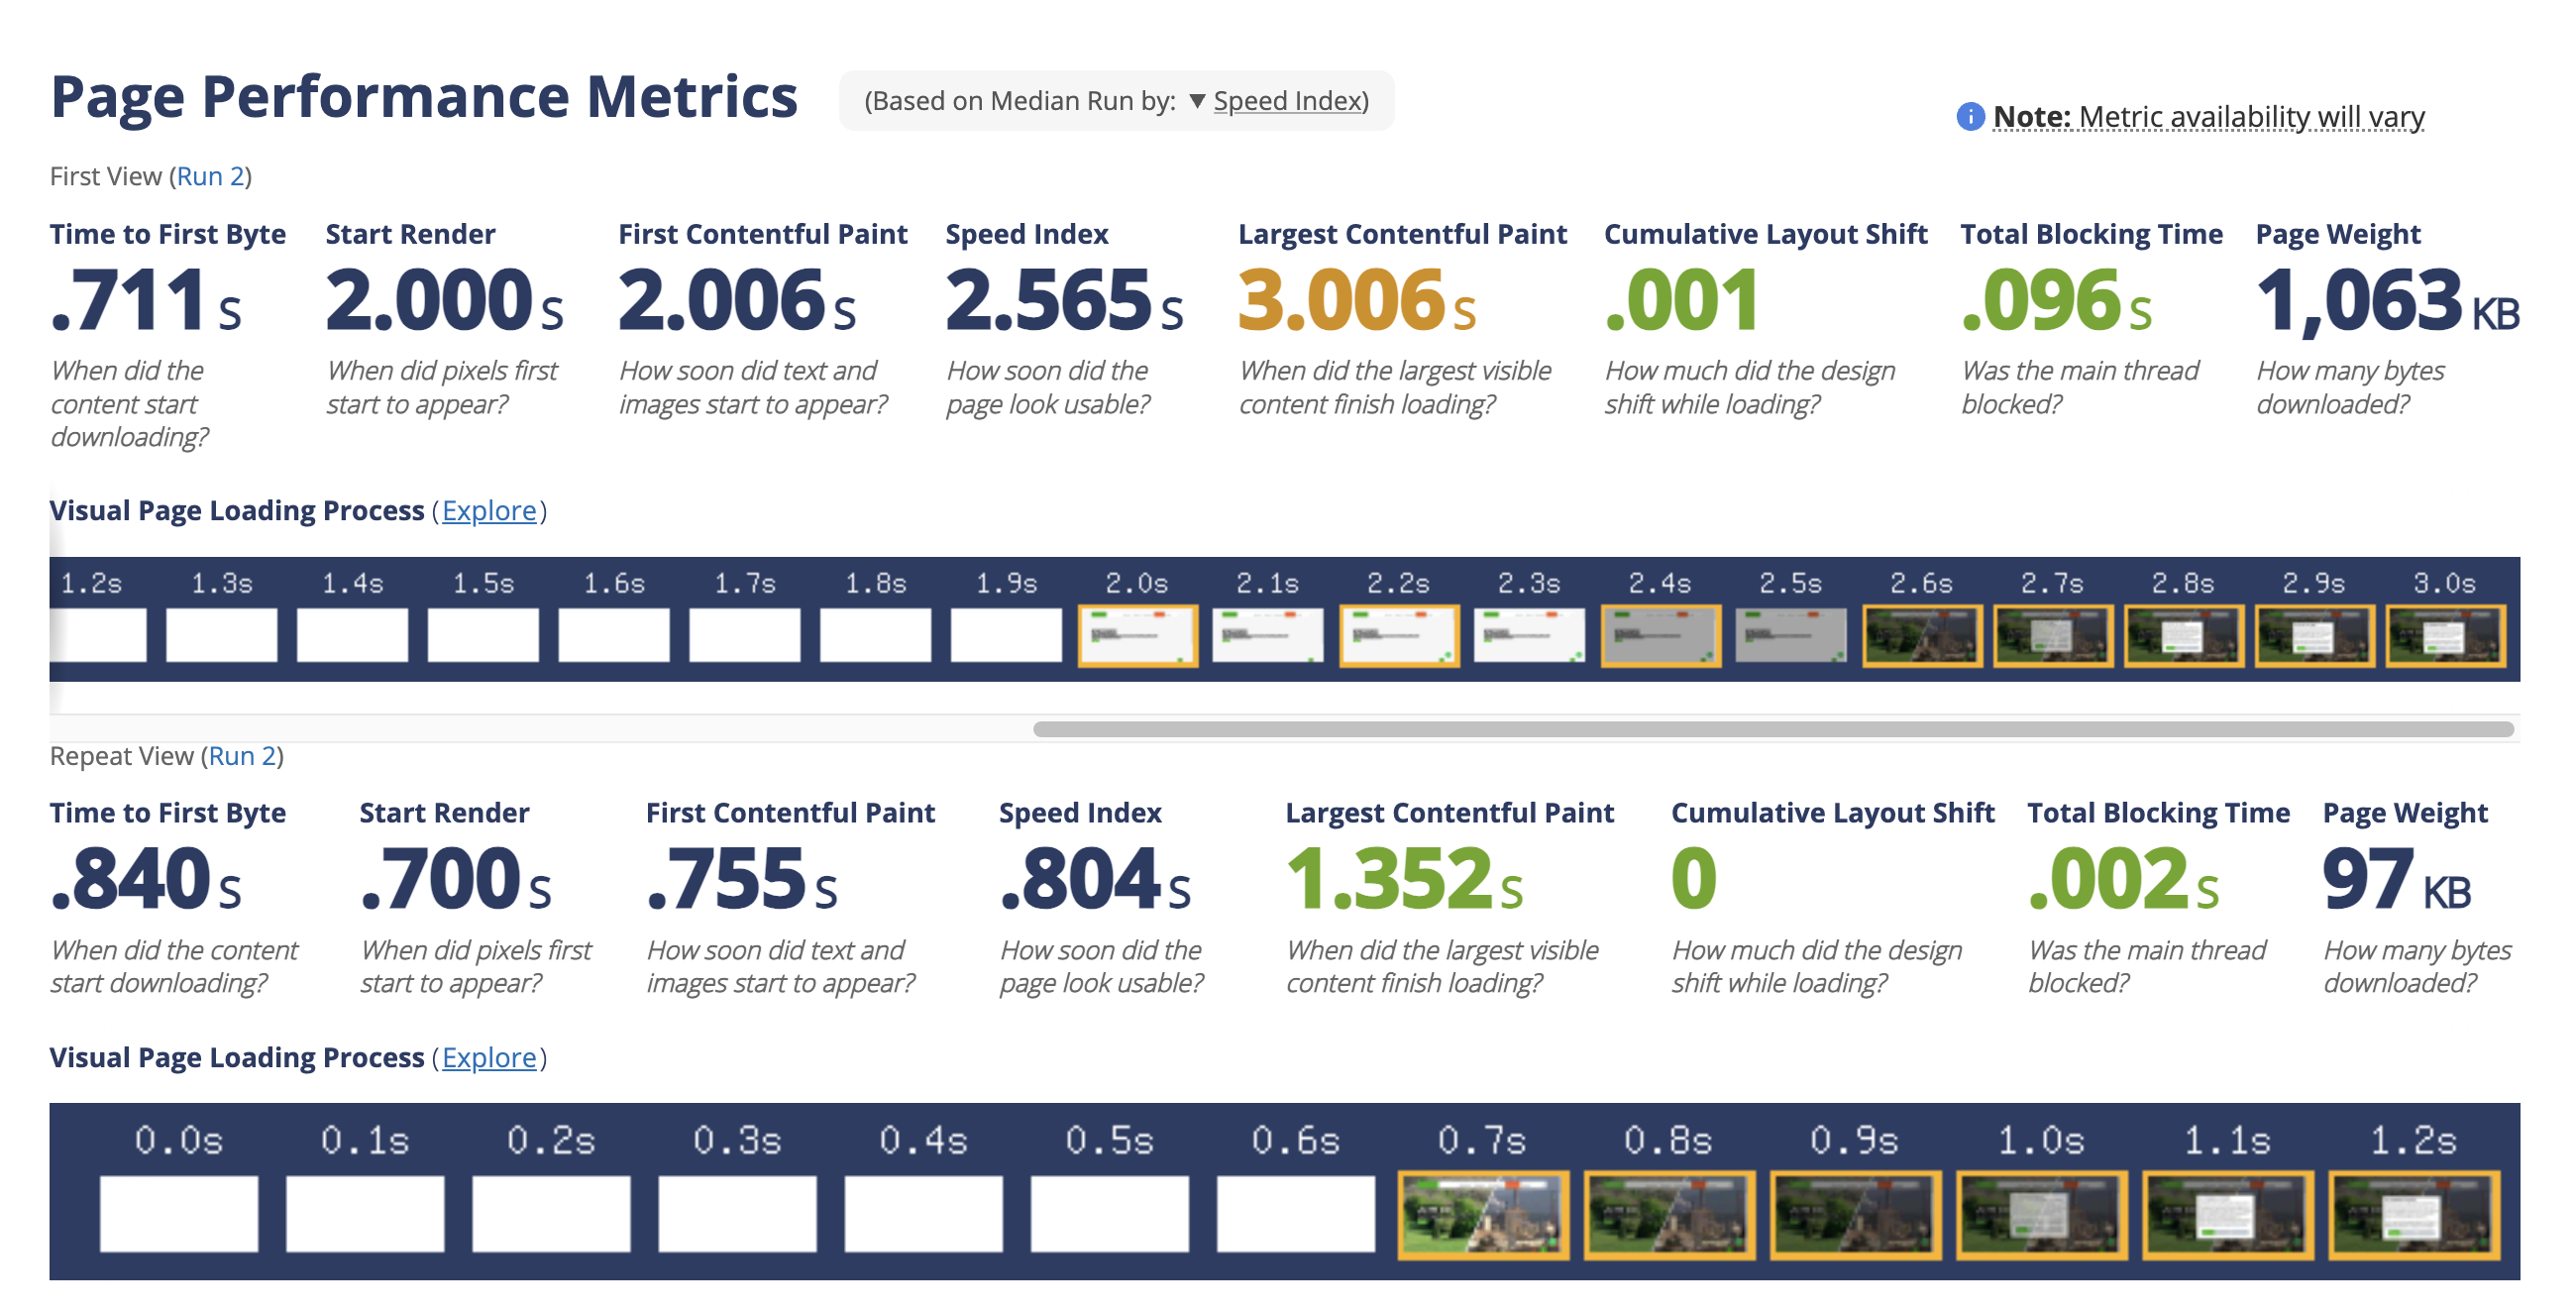 Page Performance Metrics (Based on Median Run by: ▼ Speed Index)
Note: Metric availability will vary
First View (Run 2)
Time to First Byte
.711 s
When did the
content start
downloading?
Start Render
2.000 s
When did pixels first
start to appear?
First Contentful Paint
2.006 s
How soon did text and
images start to appear?
Speed Index
2.565 s
How soon did the
page look usable?
Largest Contentful Paint
3.006 s
When did the largest visible
content finish loading?
Cumulative Layout Shift
.001
How much did the design
shift while loading?
Total Blocking Time
.096 s
Was the main thread
blocked?
Page Weight
1,063 KB
How many bytes
downloaded?
Visual Page Loading Process (Explore)
1.2s 1.3s 1.4s 1.5s 1.6s 1.7s 1.8s 1.9s 2.0s 2.1s 2.2s 2.3s 2.4s 2.5s 2.6s 2.7s 2.8s 2.9s 3.0s
Repeat View (Run 2)
Time to First Byte
.840 s
When did the content
start downloading?
Start Render
.700 s
When did pixels first
start to appear?
First Contentful Paint
.755 s
How soon did text and
images start to appear?
Speed Index
.804 s
How soon did the
page look usable?
Largest Contentful Paint
1.352 s
When did the largest visible
content finish loading?
Cumulative Layout Shift
0
How much did the design
shift while loading?
Total Blocking Time
.002 s
Was the main thread
blocked?
Page Weight
97 KB
How many bytes
downloaded?
Visual Page Loading Process (Explore)
0.0s 0.1s 0.2s 0.3s 0.4s 0.5s 0.6s 0.7s 0.8s 0.9s 1.0s 1.1s 1.2s